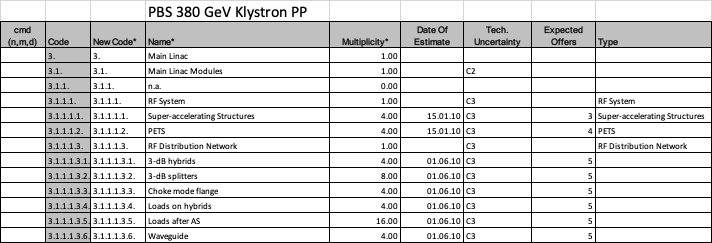 PBS 380 GeV Klystron PP
cmd (n,m,d) Code New Code* Name* Multiplicity* Date Of Estimate Tech. Uncertainty Expected Offers Type
3. 3. Main Linac 1.00
3.1. 3.1. Main Linac Modules 1.00 C2
3.1.1. 3.1.1. n.a. 0.00
3.1.1.1. 3.1.1.1. RF System 1.00 C3 RF System
3.1.1.1.1. 3.1.1.1.1. Super-accelerating Structures 4.00 15.01.10 C3 3 Super-accelerating Structures
3.1.1.1.2. 3.1.1.1.2. PETS 4.00 15.01.10 C3 4 PETS
3.1.1.1.3. 3.1.1.1.3. RF Distribution Network 1.00 C3 RF Distribution Network
3.1.1.1.3.1. 3.1.1.1.3.1. 3-dB hybrids 4.00 01.06.10 C3 5
3.1.1.1.3.2. 3.1.1.1.3.2. 3-dB splitters 8.00 01.06.10 C3 5
3.1.1.1.3.3. 3.1.1.1.3.3. Choke mode flange 4.00 01.06.10 C3 5
3.1.1.1.3.4. 3.1.1.1.3.4. Loads on hybrids 4.00 01.06.10 C3 5
3.1.1.1.3.5. 3.1.1.1.3.5. Loads after AS 16.00 01.06.10 C3 5
3.1.1.1.3.6. 3.1.1.1.3.6. Waveguide 4.00 01.06.10 C3 5